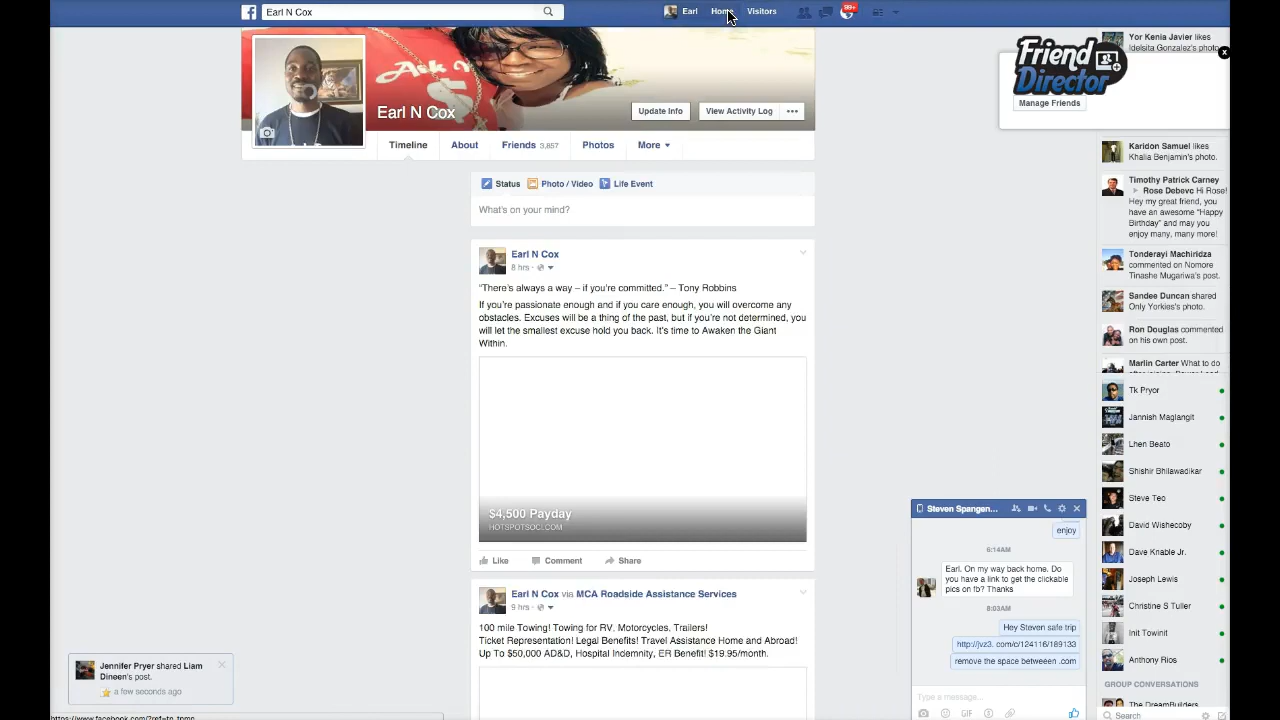 Earl N Cox
Earl
Home
Visitors
99+
Earl N Cox
Update Info
View Activity Log
Timeline
About
Friends 3,857
Photos
More
Status
Photo / Video
Life Event
What's on your mind?
Earl N Cox
8 hrs ·
"There's always a way – if you're committed." – Tony Robbins
If you're passionate enough and if you care enough, you will overcome any
obstacles. Excuses will be a thing of the past, but if you're not determined, you
will let the smallest excuse hold you back. It's time to Awaken the Giant
Within.
$4,500 Payday
HOTSPOTSOCI.COM
Like
Comment
Share
Earl N Cox via MCA Roadside Assistance Services
9 hrs ·
100 mile Towing! Towing for RV, Motorcycles, Trailers!
Ticket Representation! Legal Benefits! Travel Assistance Home and Abroad!
Up To $50,000 AD&D, Hospital Indemnity, ER Benefit! $19.95/month.
Jennifer Pryer shared Liam
Dineen's post.
a few seconds ago
Friend
Director
Manage Friends
x
Yor Kenia Javier likes
Idelsita Gonzalez's photo.
Karidon Samuel likes
Khalia Benjamin's photo.
Timothy Patrick Carney
Rose Debevc Hi Rose!
Hey my great friend, you
have an awesome "Happy
Birthday" and may you
enjoy many, many more!
Tonderayi Machiridza
commented on Nomore
Tinashe Mugariwa's post.
Sandee Duncan shared
Only Yorkies's photo.
Ron Douglas commented
on his own post.
Marlin Carter What to do
Tk Pryor
Jannish Maglangit
Lhen Beato
Shishir Bhilawadikar
Steve Teo
David Wishecoby
Dave Knable Jr.
Joseph Lewis
Christine S Tuller
Init Towinit
Anthony Rios
GROUP CONVERSATIONS
The DreamBuilders
Search
Steven Spangen...
enjoy
6:14AM
Earl. On my way back home. Do
you have a link to get the clickable
pics on fb? Thanks
8:03AM
Hey Steven safe trip
http://jvz3. com/c/124116/189133
remove the space betweeen .com
Type a message...
GIF